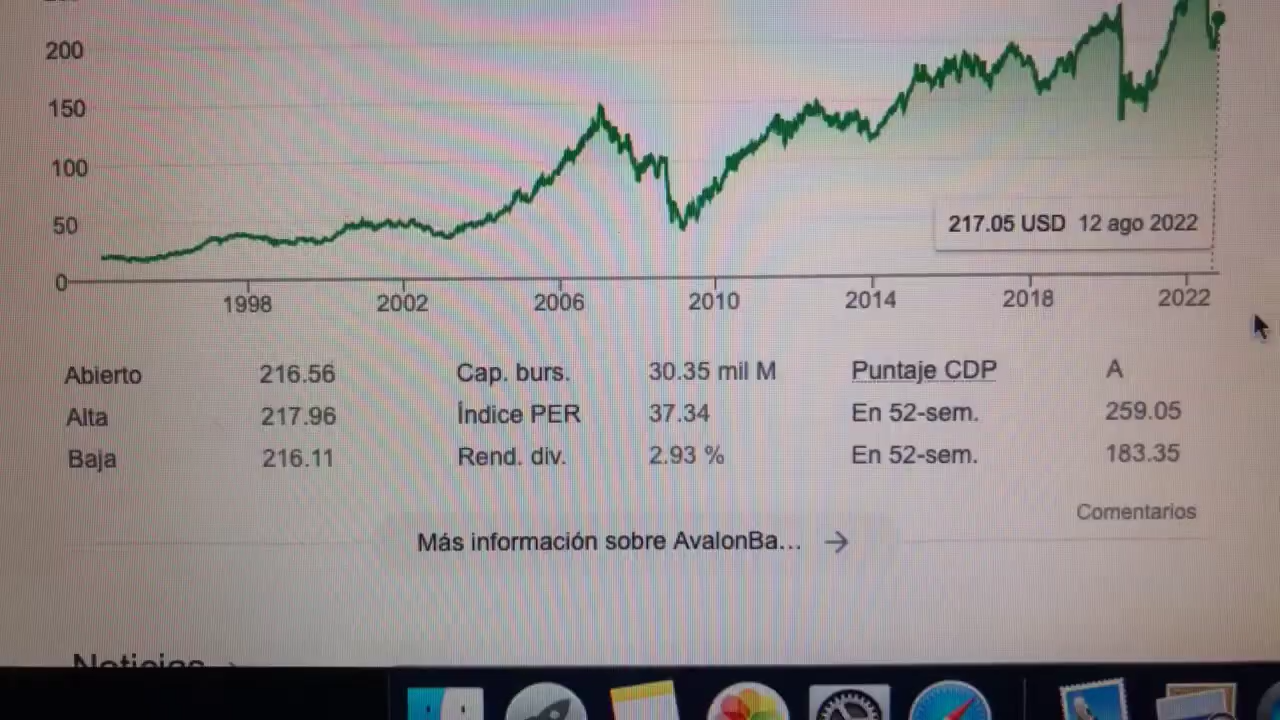 200
150
100
50
0
1998 2002 2006 2010 2014 2018 2022
217.05 USD 12 ago 2022
Abierto 216.56 Cap. burs. 30.35 mil M Puntaje CDP A
Alta 217.96 Índice PER 37.34 En 52-sem. 259.05
Baja 216.11 Rend. div. 2.93 % En 52-sem. 183.35
Comentarios
Más información sobre AvalonBa...
Noticias